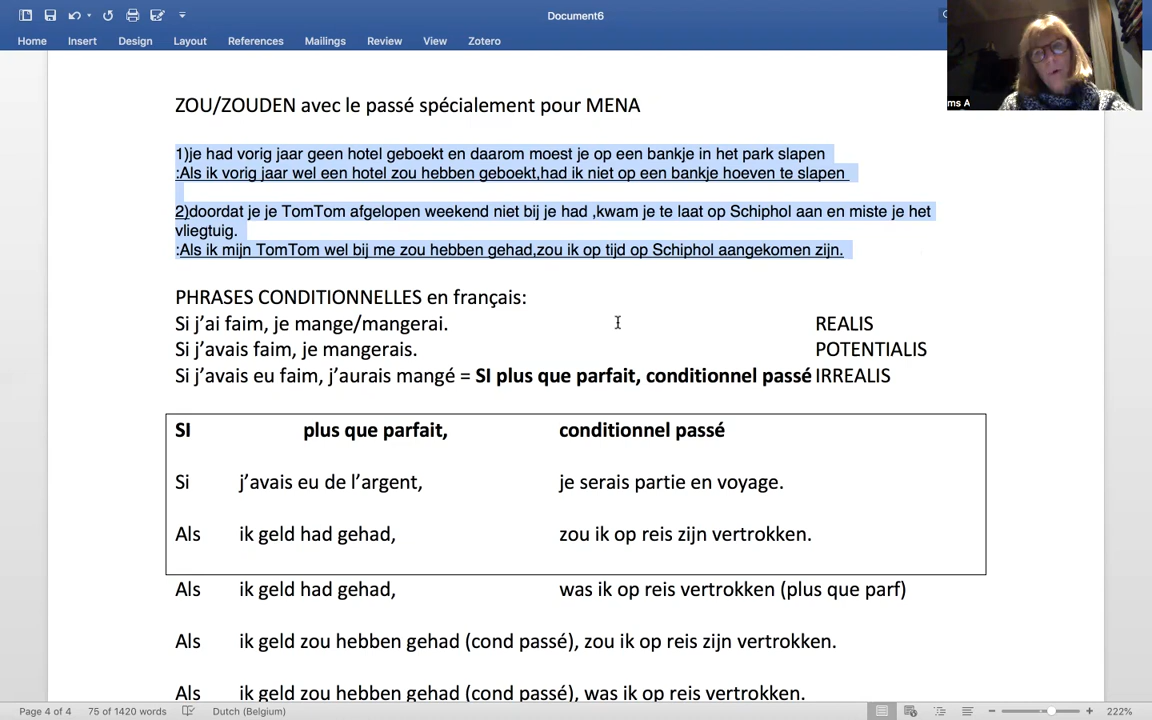 Document6
Home Insert Design Layout References Mailings Review View Zotero
ms A
ZOU/ZOUDEN avec le passé spécialement pour MENA
1)je had vorig jaar geen hotel geboekt en daarom moest je op een bankje in het park slapen
:Als ik vorig jaar wel een hotel zou hebben geboekt,had ik niet op een bankje hoeven te slapen
2)doordat je je TomTom afgelopen weekend niet bij je had ,kwam je te laat op Schiphol aan en miste je het
vliegtuig.
:Als ik mijn TomTom wel bij me zou hebben gehad,zou ik op tijd op Schiphol aangekomen zijn.
PHRASES CONDITIONNELLES en français:
Si j’ai faim, je mange/mangerai. REALIS
Si j’avais faim, je mangerais. POTENTIALIS
Si j’avais eu faim, j’aurais mangé = SI plus que parfait, conditionnel passé IRREALIS
SI plus que parfait, conditionnel passé
Si j’avais eu de l’argent, je serais partie en voyage.
Als ik geld had gehad, zou ik op reis zijn vertrokken.
Als ik geld had gehad, was ik op reis vertrokken (plus que parf)
Als ik geld zou hebben gehad (cond passé), zou ik op reis zijn vertrokken.
Als ik geld zou hebben gehad (cond passé), was ik op reis vertrokken.
Page 4 of 4 75 of 1420 words Dutch (Belgium) 222%